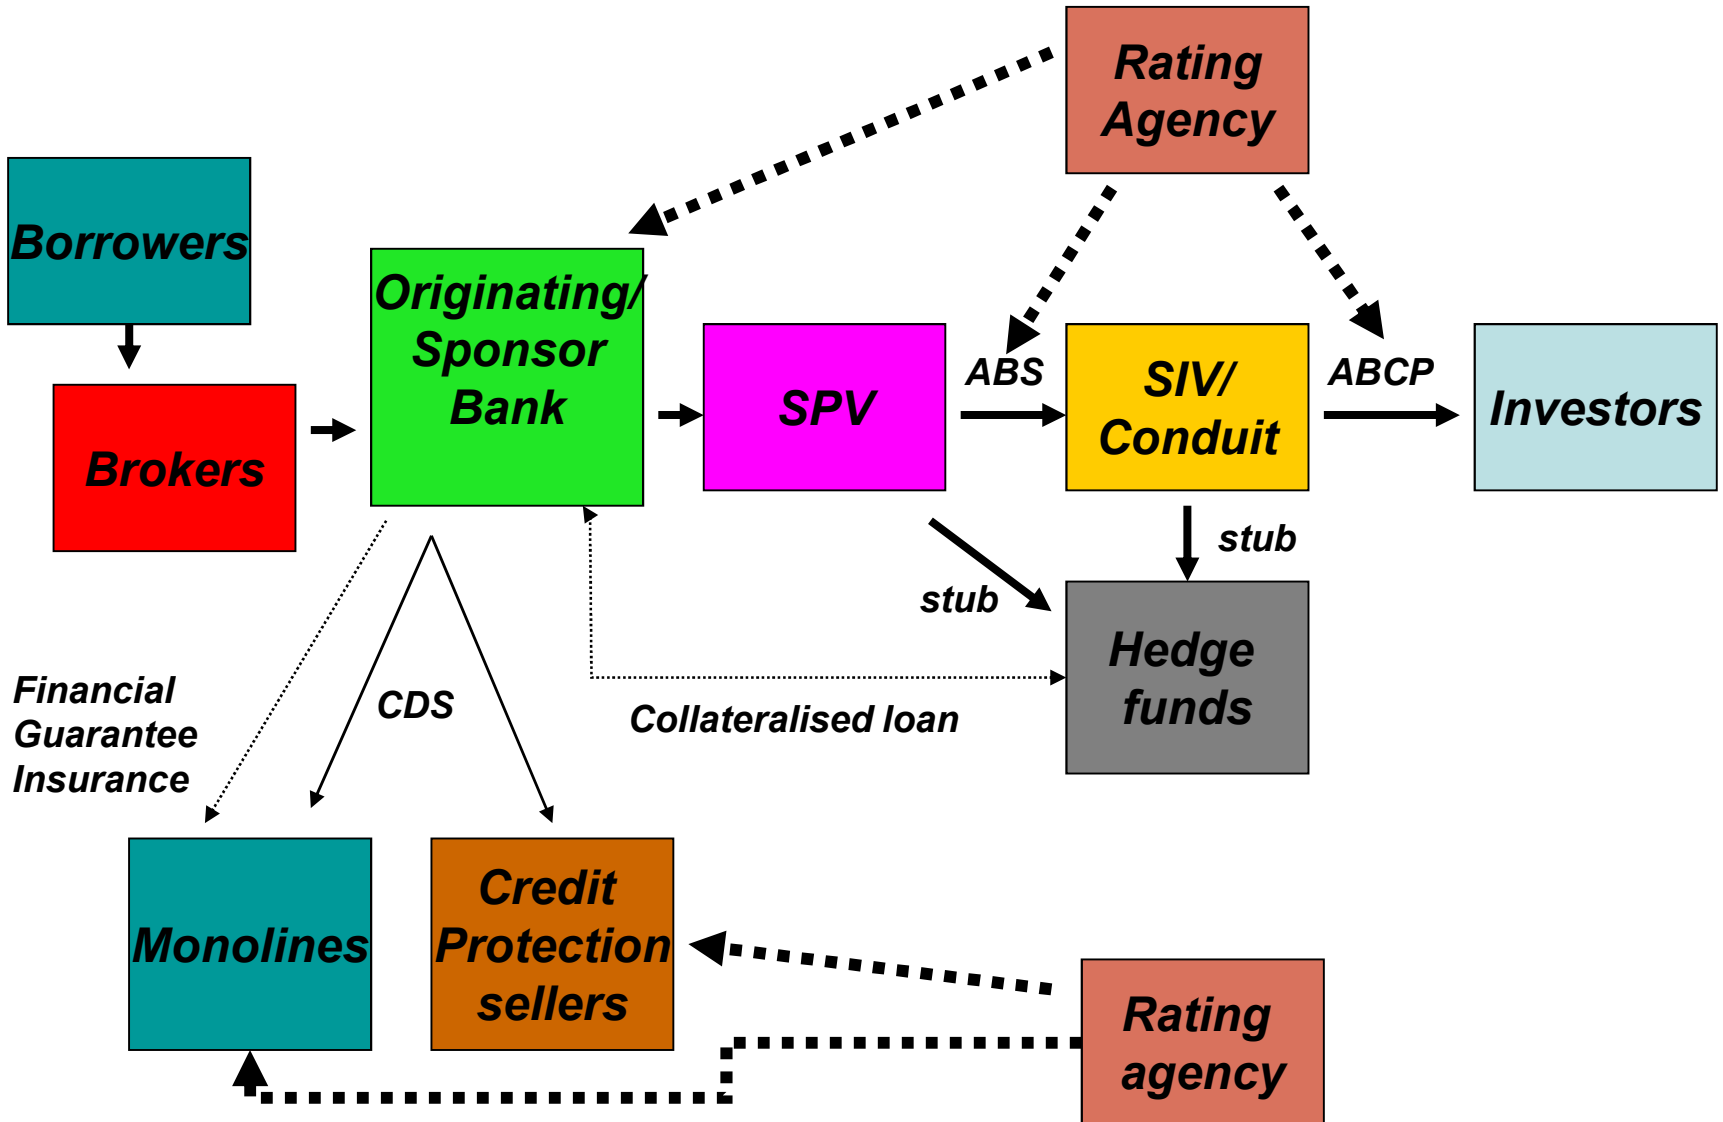 Rating
Agency
Borrowers
Originating/
Sponsor
Bank
Brokers
SPV
ABS
SIV/
Conduit
ABCP
Investors
stub
stub
Hedge
funds
Financial
Guarantee
Insurance
CDS
Collateralised loan
Monolines
Credit
Protection
sellers
Rating
agency